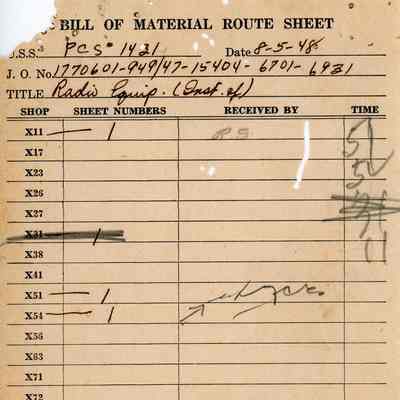 BILL OF MATERIAL ROUTE SHEET
U.S.S. PCS 1421 Date 8-5-48
J. O. No. 1770601-949/47-15404-6701-6931
TITLE Radio Equip. (Inst. of)
SHOP SHEET NUMBERS RECEIVED BY TIME
X11 — 1
X17
X23
X26
X27
X31 1
X38
X41
X51 — 1
X54 — 1
X56
X63
X71
X72